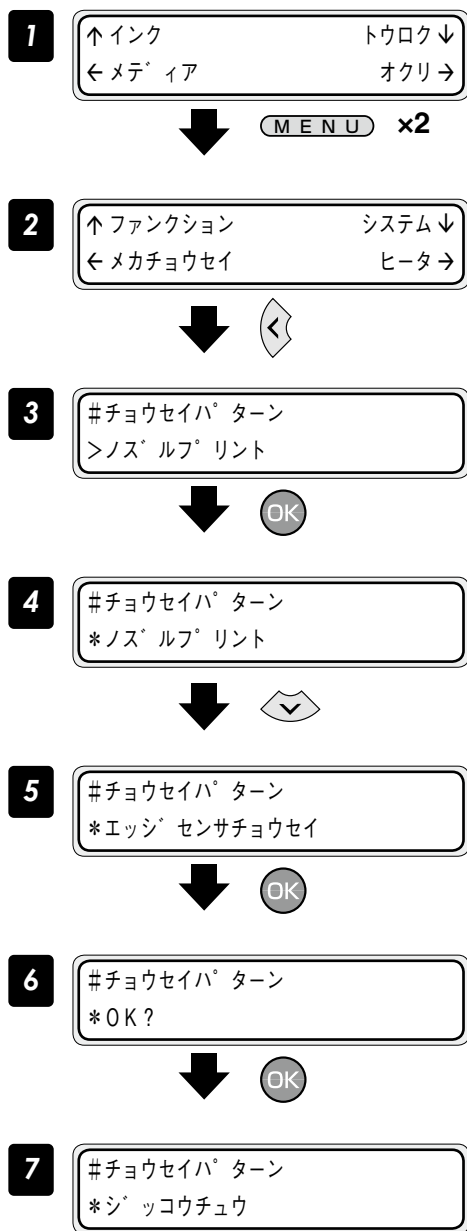 1
↑インク トウロク↓
←メデ゛ィア オクリ→
MENU ×2
2
↑ファンクション システム↓
←メカチョウセイ ヒータ→
3
#チョウセイパ゜ターン
>ノズ゛ルプ゜リント
OK
4
#チョウセイハ゜ターン
*ノズ゛ルプ゜リント
5
#チョウセイハ゜ターン
*エッジ゛センサチョウセイ
OK
6
#チョウセイハ゜ターン
*OK?
OK
7
#チョウセイハ゜ターン
*シ゛ッコウチュウ